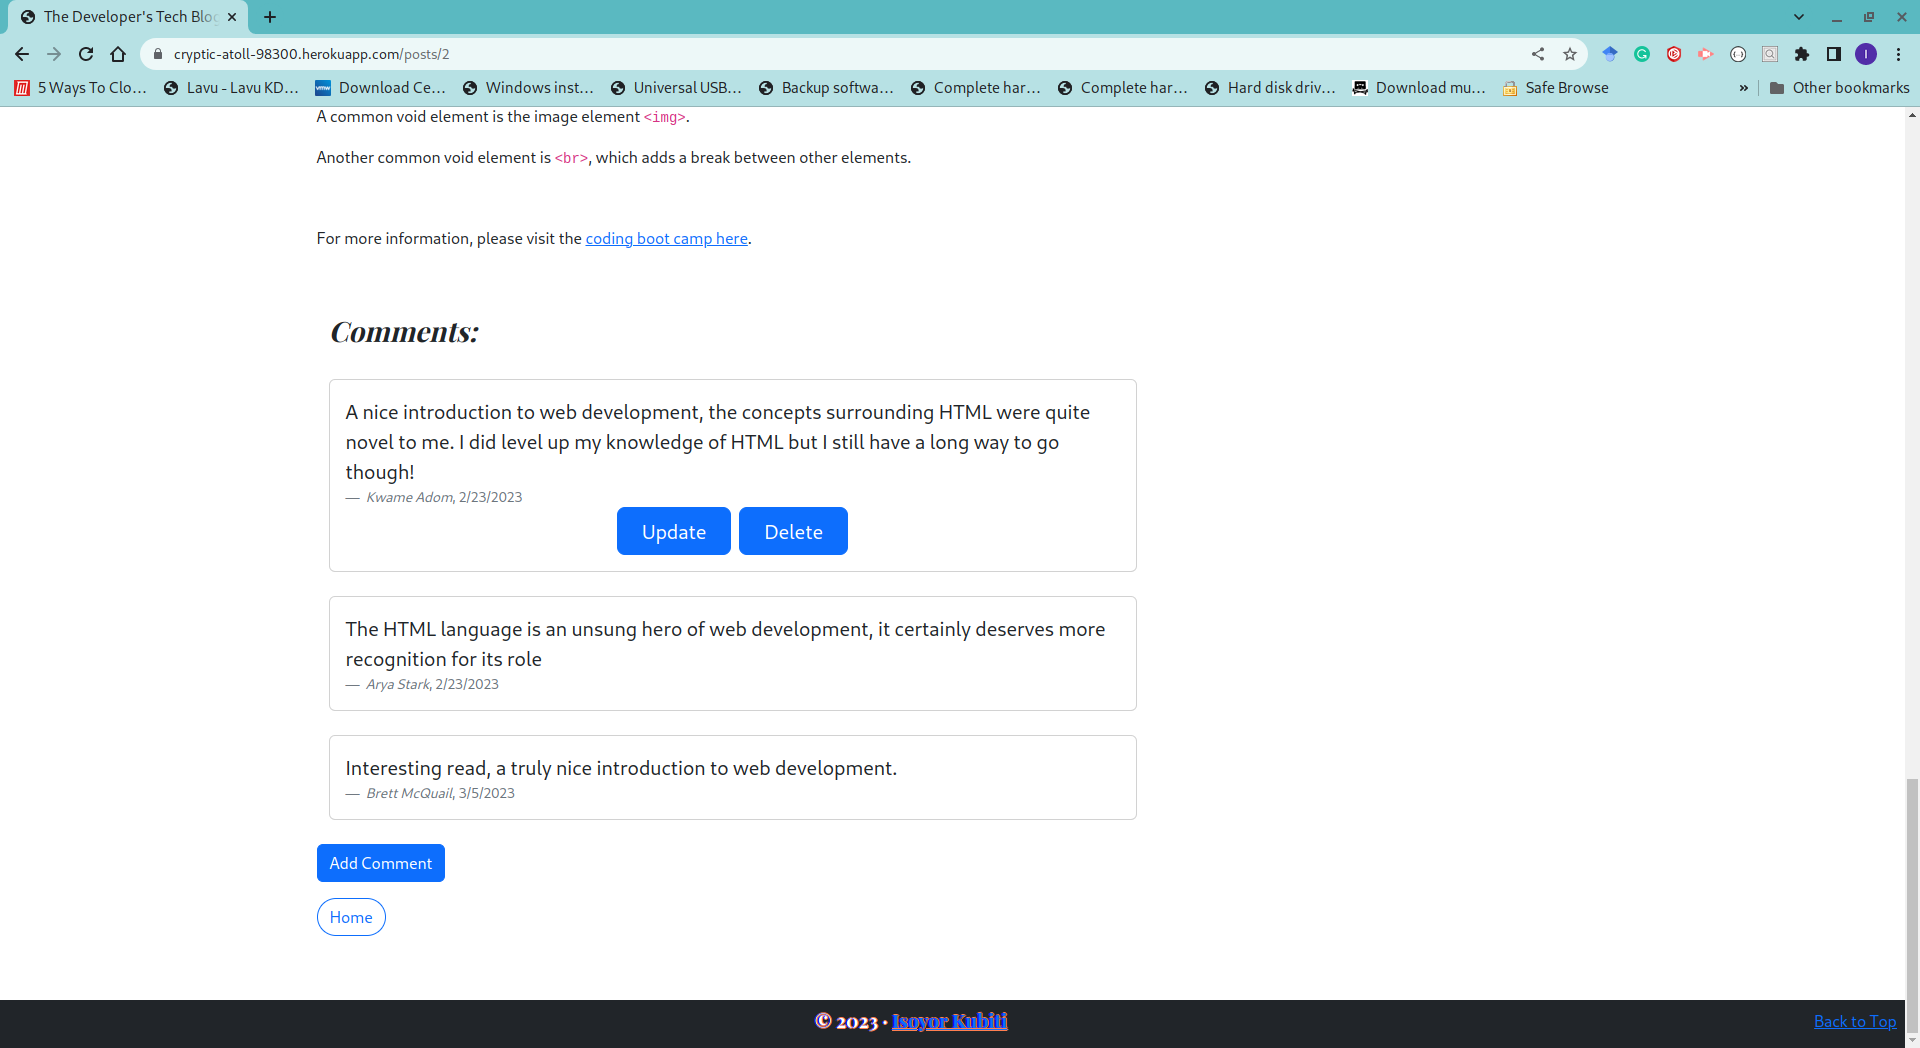 The Developer's Tech Blog
cryptic-atoll-98300.herokuapp.com/posts/2
I
5 Ways To Clo...
Lavu - Lavu KD...
vmw
Download Ce...
Windows inst...
Universal USB...
Backup softwa...
Complete har...
Complete har...
Hard disk driv...
Download mu...
Safe Browse
»
Other bookmarks
A common void element is the image element <img>.
Another common void element is <br>, which adds a break between other elements.
For more information, please visit the coding boot camp here.
Comments:
A nice introduction to web development, the concepts surrounding HTML were quite
novel to me. I did level up my knowledge of HTML but I still have a long way to go
though!
— Kwame Adom, 2/23/2023
Update
Delete
The HTML language is an unsung hero of web development, it certainly deserves more
recognition for its role
— Arya Stark, 2/23/2023
Interesting read, a truly nice introduction to web development.
— Brett McQuail, 3/5/2023
Add Comment
Home
© 2023 · Isoyor Kubiti
Back to Top